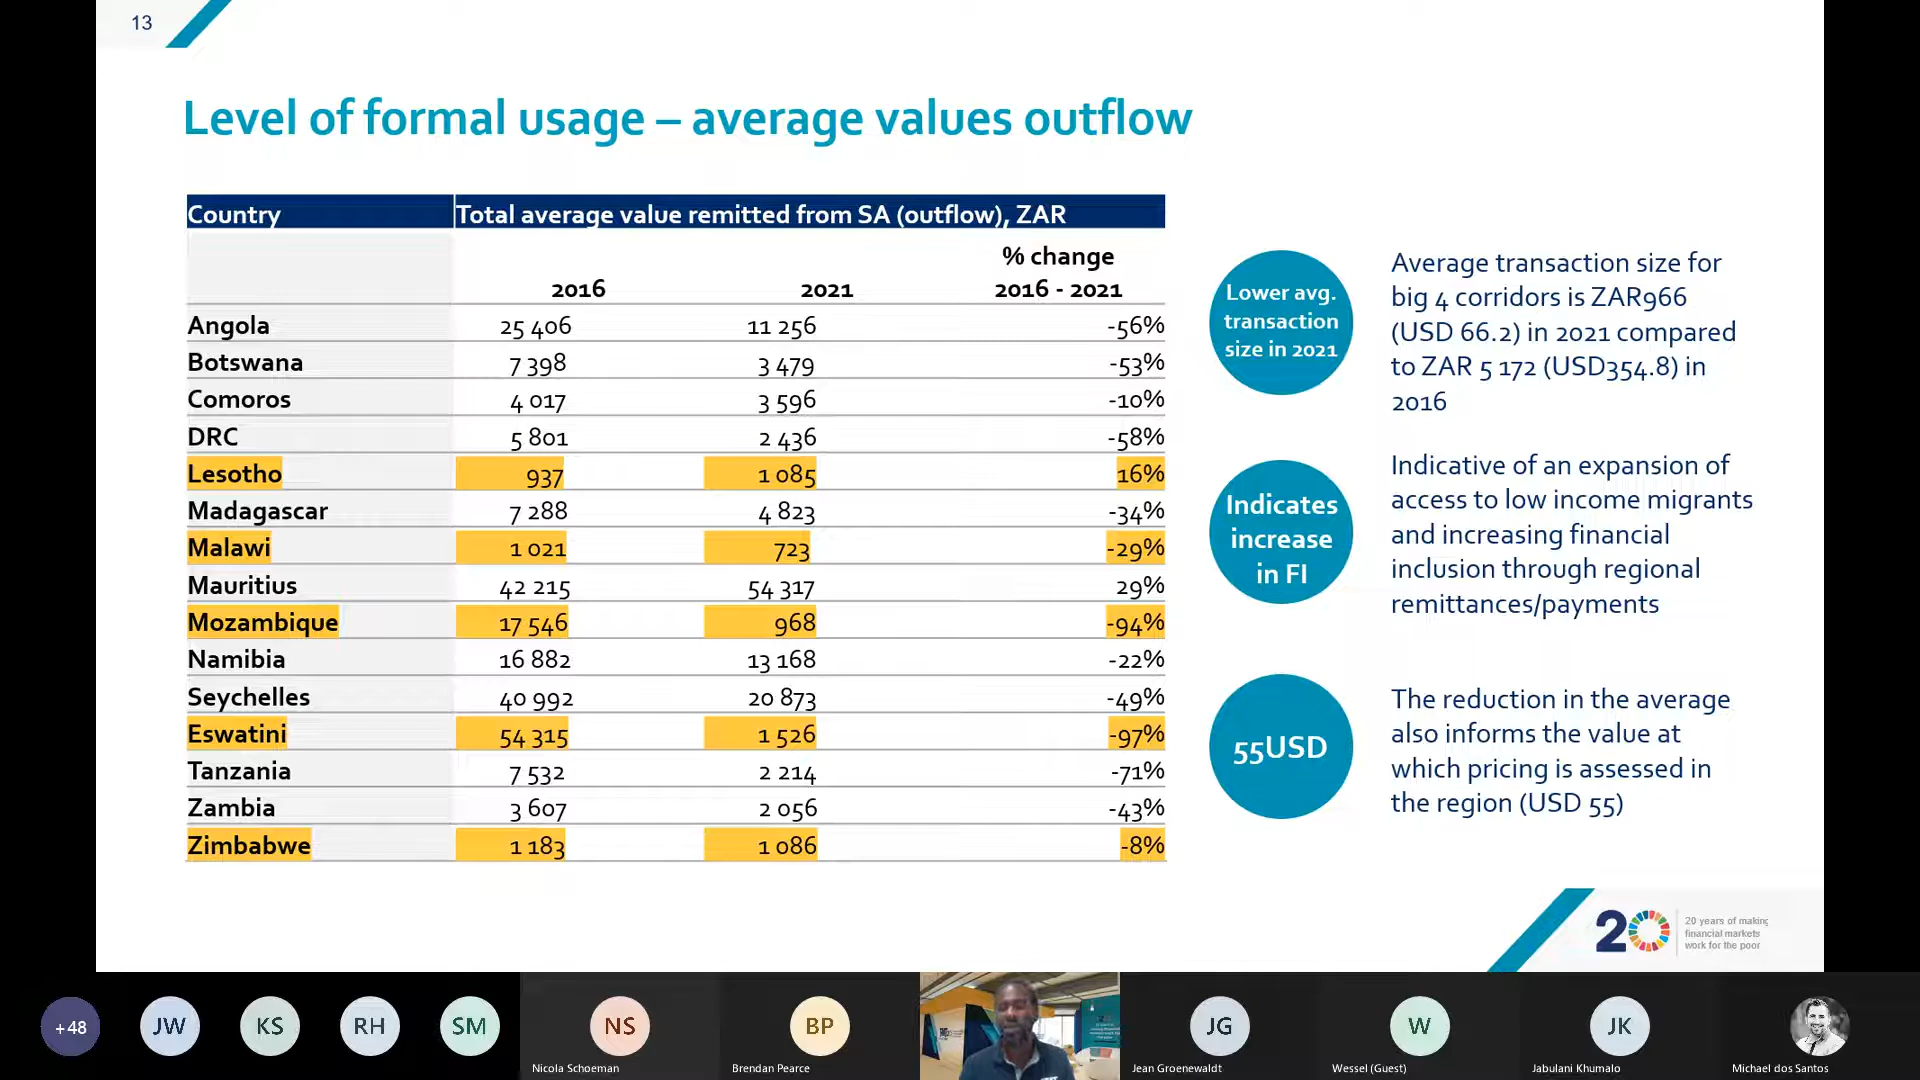 13
Level of formal usage – average values outflow
Country Total average value remitted from SA (outflow), ZAR
% change
2016 2021 2016 - 2021
Angola 25 406 11 256 -56%
Botswana 7 398 3 479 -53%
Comoros 4 017 3 596 -10%
DRC 5 801 2 436 -58%
Lesotho 937 1 085 16%
Madagascar 7 288 4 823 -34%
Malawi 1 021 723 -29%
Mauritius 42 215 54 317 29%
Mozambique 17 546 968 -94%
Namibia 16 882 13 168 -22%
Seychelles 40 992 20 873 -49%
Eswatini 54 315 1 526 -97%
Tanzania 7 532 2 214 -71%
Zambia 3 607 2 056 -43%
Zimbabwe 1 183 1 086 -8%
Lower avg.
transaction
size in 2021
Average transaction size for
big 4 corridors is ZAR966
(USD 66.2) in 2021 compared
to ZAR 5 172 (USD354.8) in
2016
Indicates
increase
in FI
Indicative of an expansion of
access to low income migrants
and increasing financial
inclusion through regional
remittances/payments
55USD
The reduction in the average
also informs the value at
which pricing is assessed in
the region (USD 55)
20
20 years of making
financial markets
work for the poor
+48 JW KS RH SM NS BP JG W JK
Nicola Schoeman Brendan Pearce Jean Groenewaldt Wessel (Guest) Jabulani Khumalo Michael dos Santos